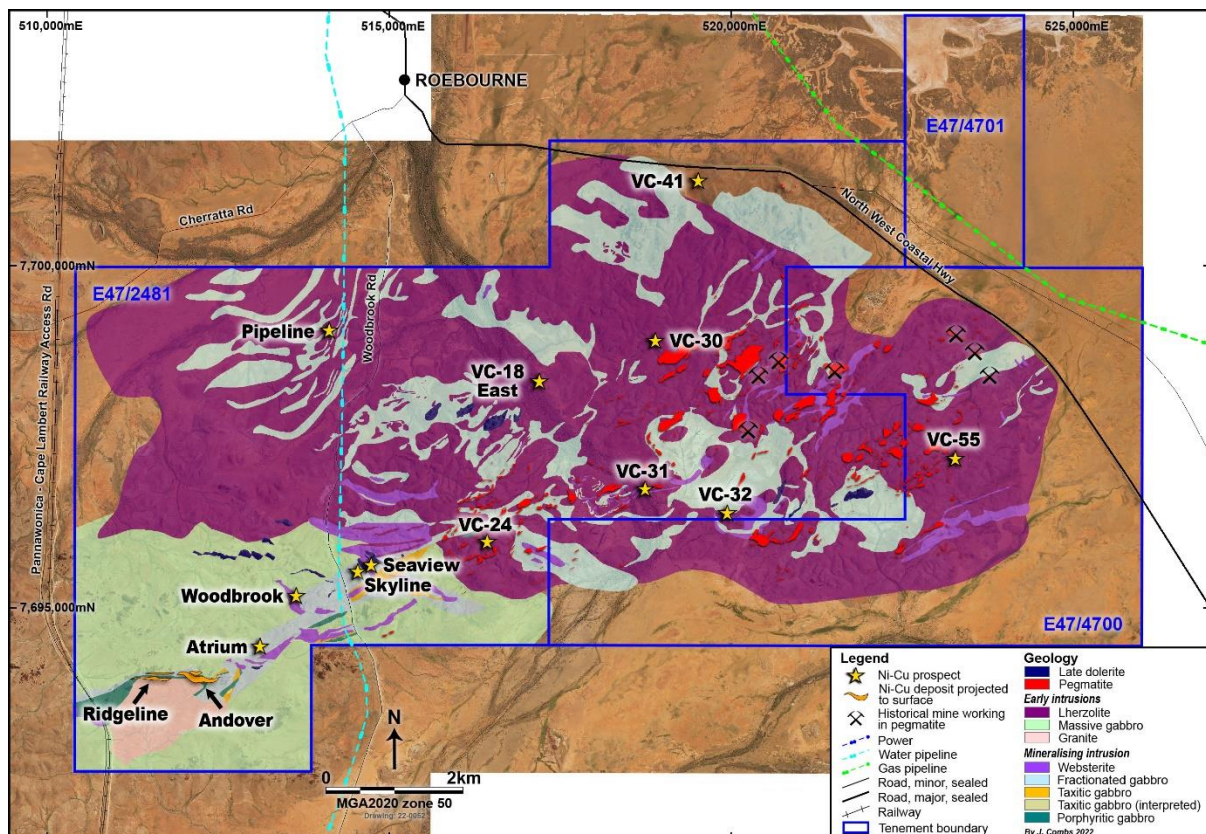 510,000mE
515,000mE
520,000mE
525,000mE
ROEBOURNE
E47/4701
VC-41
Cherratta Rd
North West Coastal Hwy
7,700,000mN
E47/2481
Pannawonica - Cape Lambert Railway Access Rd
Woodbrook Rd
Pipeline
VC-30
VC-18
East
VC-55
VC-31
VC-32
VC-24
Seaview
Skyline
Woodbrook
7,695,000mN
E47/4700
Atrium
Ridgeline
Andover
N
0 2km
MGA2020 zone 50
Drawing: 22-0052
Legend
Ni-Cu prospect
Ni-Cu deposit projected
to surface
Historical mine working
in pegmatite
Power
Water pipeline
Gas pipeline
Road, minor, sealed
Road, major, sealed
Railway
Tenement boundary
Geology
Late dolerite
Pegmatite
Early intrusions
Lherzolite
Massive gabbro
Granite
Mineralising intrusion
Websterite
Fractionated gabbro
Taxitic gabbro
Taxitic gabbro (interpreted)
Porphyritic gabbro
By J. Combs 2022